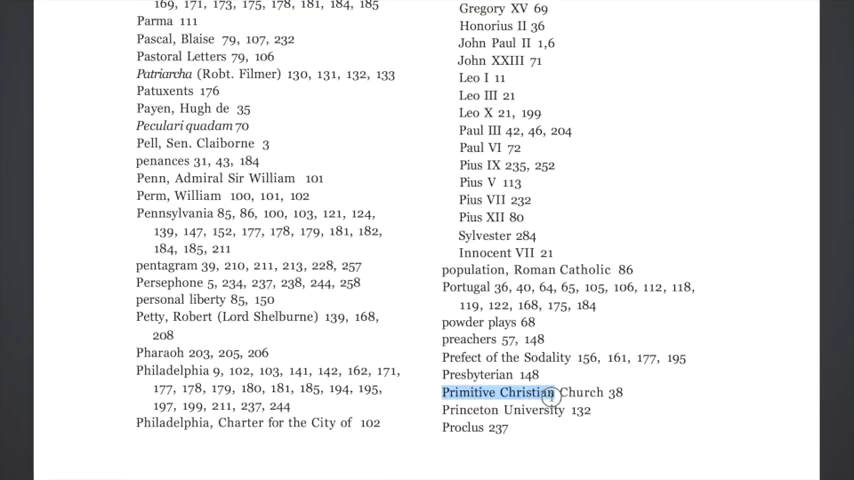 169, 171, 173, 175, 178, 181, 184, 185
Parma 111
Pascal, Blaise 79, 107, 232
Pastoral Letters 79, 106
Patriarcha (Robt. Filmer) 130, 131, 132, 133
Patuxents 176
Payen, Hugh de 35
Peculari quadam 70
Pell, Sen. Claiborne 3
penances 31, 43, 184
Penn, Admiral Sir William 101
Perm, William 100, 101, 102
Pennsylvania 85, 86, 100, 103, 121, 124,
139, 147, 152, 177, 178, 179, 181, 182,
184, 185, 211
pentagram 39, 210, 211, 213, 228, 257
Persephone 5, 234, 237, 238, 244, 258
personal liberty 85, 150
Petty, Robert (Lord Shelburne) 139, 168,
208
Pharaoh 203, 205, 206
Philadelphia 9, 102, 103, 141, 142, 162, 171,
177, 178, 179, 180, 181, 185, 194, 195,
197, 199, 211, 237, 244
Philadelphia, Charter for the City of 102
Gregory XV 69
Honorius II 36
John Paul II 1,6
John XXIII 71
Leo I 11
Leo III 21
Leo X 21, 199
Paul III 42, 46, 204
Paul VI 72
Pius IX 235, 252
Pius V 113
Pius VII 232
Pius XII 80
Sylvester 284
Innocent VII 21
population, Roman Catholic 86
Portugal 36, 40, 64, 65, 105, 106, 112, 118,
119, 122, 168, 175, 184
powder plays 68
preachers 57, 148
Prefect of the Sodality 156, 161, 177, 195
Presbyterian 148
Primitive Christian Church 38
Princeton University 132
Proclus 237